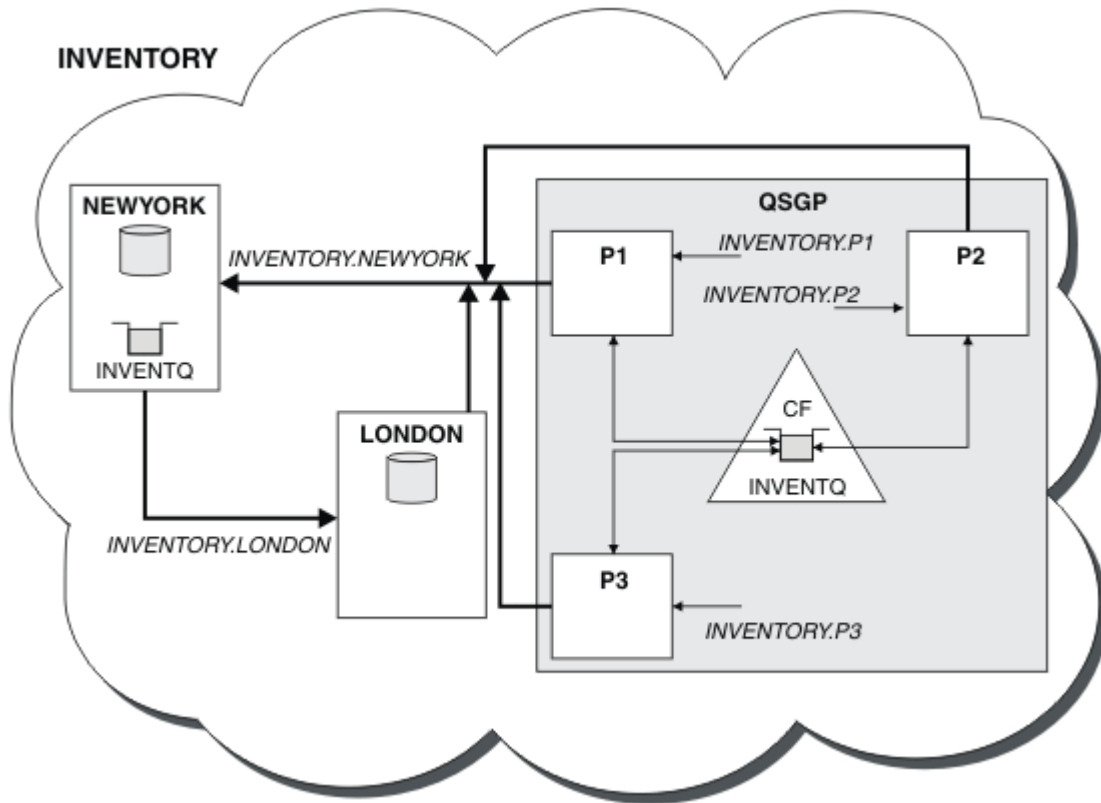 INVENTORY
NEWYORK
INVENTQ
INVENTORY.NEWYORK
LONDON
INVENTORY.LONDON
QSGP
P1
INVENTORY.P1
P2
INVENTORY.P2
CF
INVENTQ
P3
INVENTORY.P3